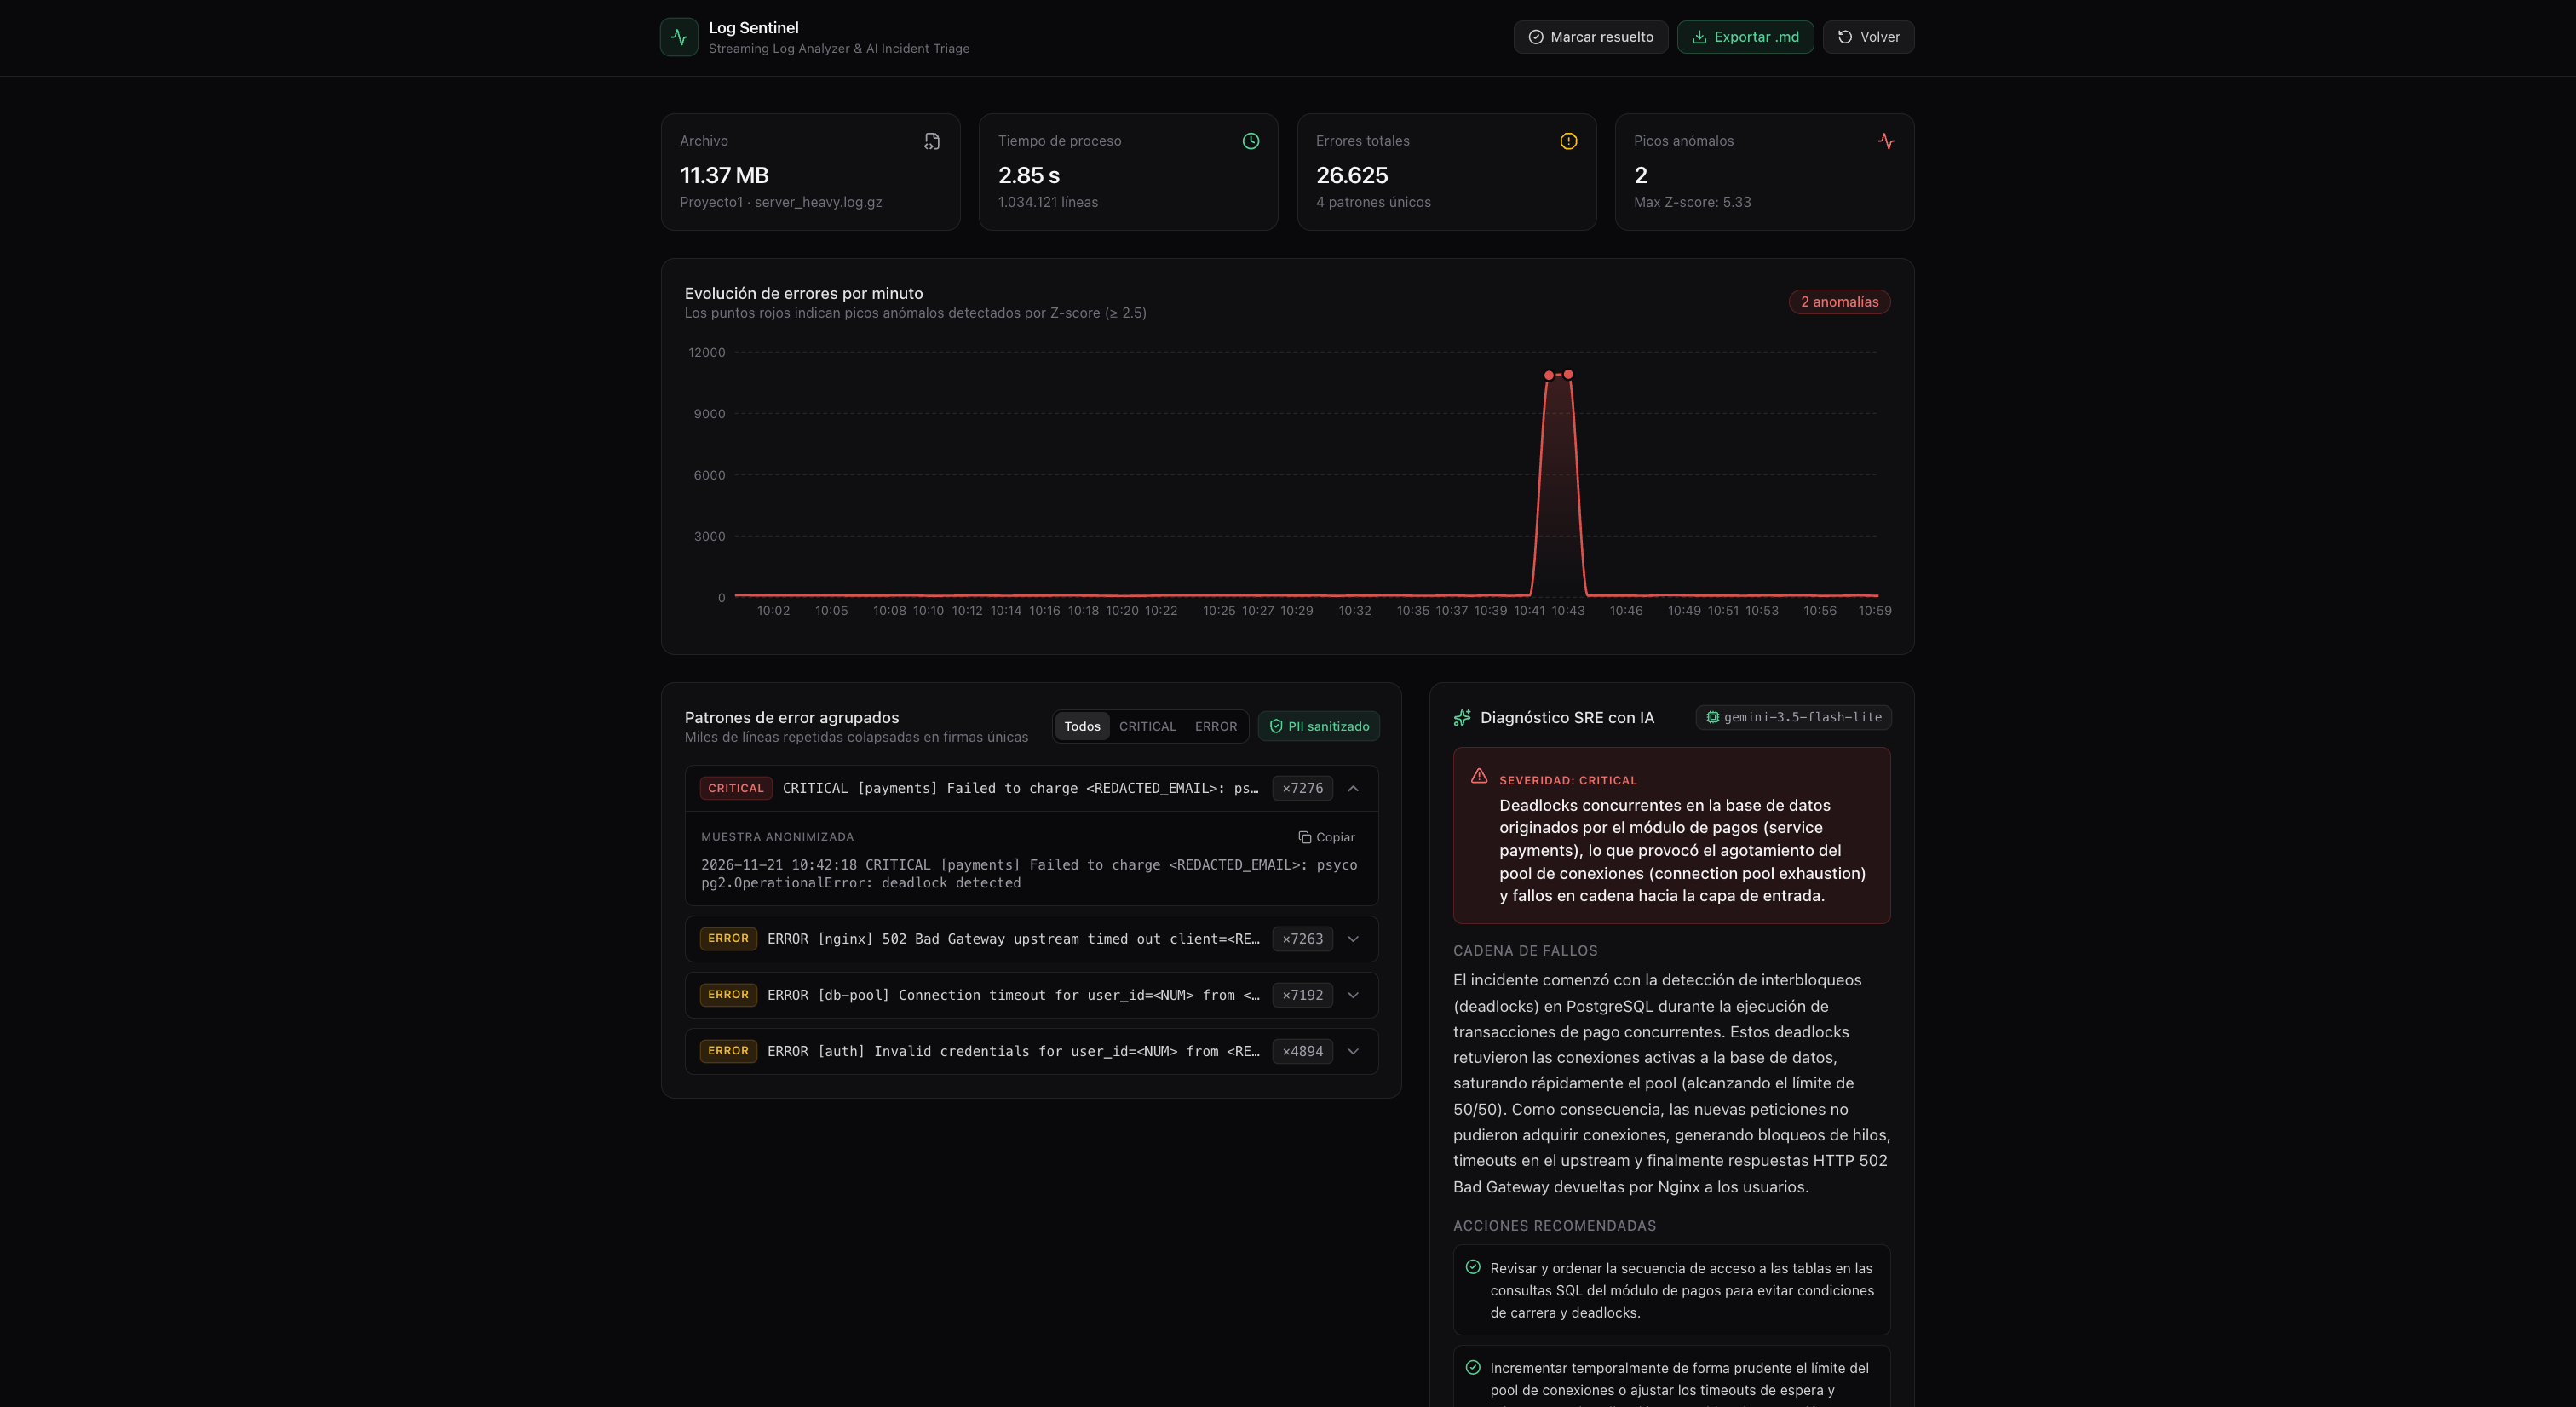 Log Sentinel
Streaming Log Analyzer & AI Incident Triage
Marcar resuelto
Exportar .md
Volver
Archivo
11.37 MB
Proyecto1 · server_heavy.log.gz
Tiempo de proceso
2.85 s
1.034.121 líneas
Errores totales
26.625
4 patrones únicos
Picos anómalos
2
Max Z-score: 5.33
Evolución de errores por minuto
Los puntos rojos indican picos anómalos detectados por Z-score (≥ 2.5)
2 anomalías
12000
9000
6000
3000
0
10:02 10:05 10:08 10:10 10:12 10:14 10:16 10:18 10:20 10:22 10:25 10:27 10:29 10:32 10:35 10:37 10:39 10:41 10:43 10:46 10:49 10:51 10:53 10:56 10:59
Patrones de error agrupados
Miles de líneas repetidas colapsadas en firmas únicas
Todos CRITICAL ERROR
PII sanitizado
CRITICAL CRITICAL [payments] Failed to charge <REDACTED_EMAIL>: ps… ×7276
MUESTRA ANONIMIZADA
Copiar
2026-11-21 10:42:18 CRITICAL [payments] Failed to charge <REDACTED_EMAIL>: psyco
pg2.OperationalError: deadlock detected
ERROR ERROR [nginx] 502 Bad Gateway upstream timed out client=<RE… ×7263
ERROR ERROR [db-pool] Connection timeout for user_id=<NUM> from <… ×7192
ERROR ERROR [auth] Invalid credentials for user_id=<NUM> from <RE… ×4894
Diagnóstico SRE con IA
gemini-3.5-flash-lite
SEVERIDAD: CRITICAL
Deadlocks concurrentes en la base de datos
originados por el módulo de pagos (service
payments), lo que provocó el agotamiento del
pool de conexiones (connection pool exhaustion)
y fallos en cadena hacia la capa de entrada.
CADENA DE FALLOS
El incidente comenzó con la detección de interbloqueos
(deadlocks) en PostgreSQL durante la ejecución de
transacciones de pago concurrentes. Estos deadlocks
retuvieron las conexiones activas a la base de datos,
saturando rápidamente el pool (alcanzando el límite de
50/50). Como consecuencia, las nuevas peticiones no
pudieron adquirir conexiones, generando bloqueos de hilos,
timeouts en el upstream y finalmente respuestas HTTP 502
Bad Gateway devueltas por Nginx a los usuarios.
ACCIONES RECOMENDADAS
Revisar y ordenar la secuencia de acceso a las tablas en las
consultas SQL del módulo de pagos para evitar condiciones
de carrera y deadlocks.
Incrementar temporalmente de forma prudente el límite del
pool de conexiones o ajustar los timeouts de espera y